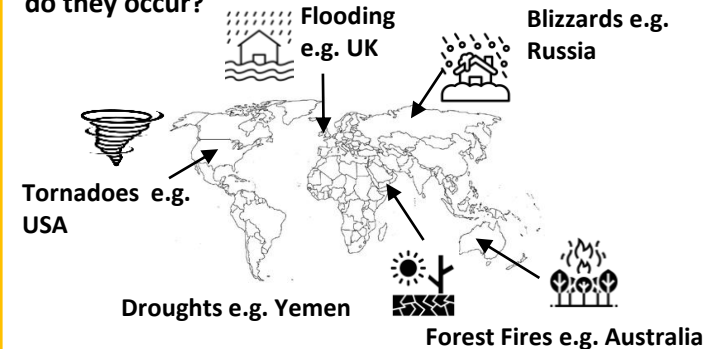 do they occur?
Flooding
e.g. UK
Blizzards e.g.
Russia
Tornadoes e.g.
USA
Droughts e.g. Yemen
Forest Fires e.g. Australia